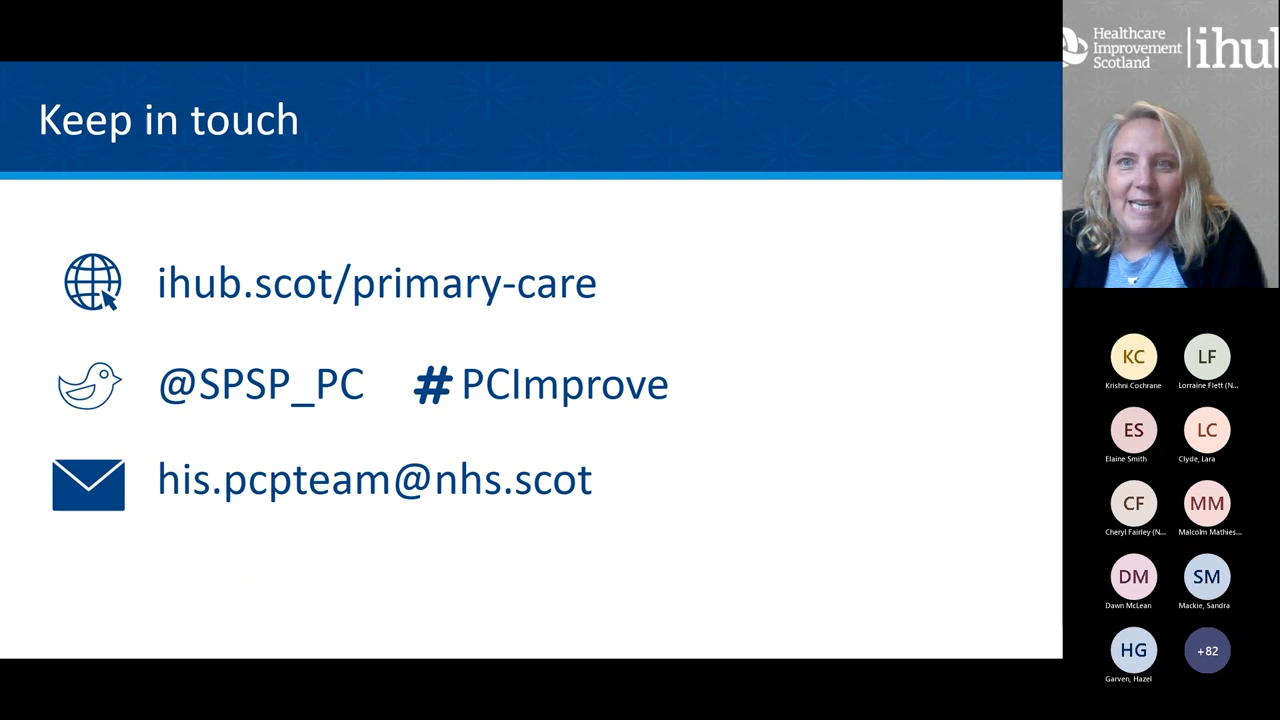 Keep in touch
ihub.scot/primary-care
@SPSP_PC # PCImprove
his.pcpteam@nhs.scot
Healthcare
Improvement
Scotland
ihu
KC
LF
Krishni Cochrane
Lorraine Flett (N...
ES
LC
Elaine Smith
Clyde, Lara
CF
MM
Cheryl Fairley (N...
Malcolm Mathies...
DM
SM
Dawn McLean
Mackie, Sandra
HG
+82
Garven, Hazel